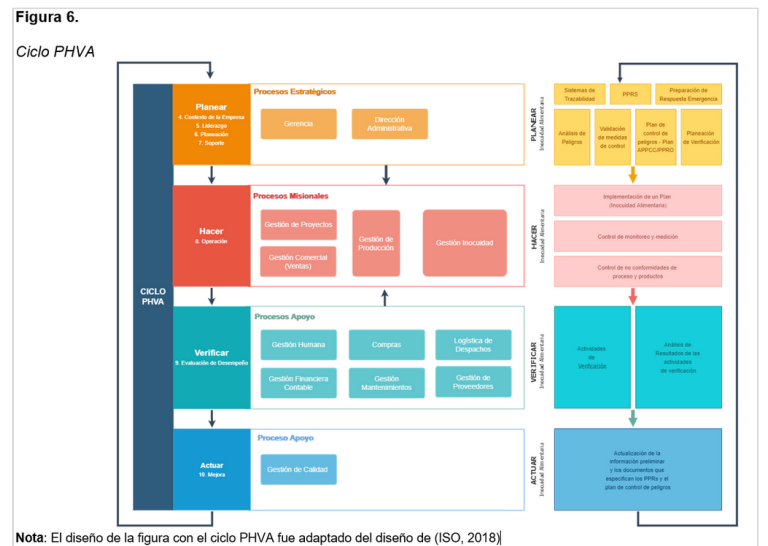 Figura 6.
Ciclo PHVA
CICLO
PHVA
Planear
4. Contexto de la Empresa
5. Liderazgo
6. Planeación
7. Soporte
Procesos Estratégicos
Gerencia
Dirección
Administrativa
PLANEAR
Inocuidad Alimentaria
Sistemas de
Trazabilidad
PPRS
Preparación de
Respuesta Emergencia
Análisis de
Peligros
Validación
de medidas
de control
Plan de
control de
peligros - Plan
APPCC/PPRO
Planeación
de Verificación
Hacer
8. Operación
Procesos Misionales
Gestión de Proyectos
Gestión Comercial
(Ventas)
Gestión de
Producción
Gestión Inocuidad
HACER
Inocuidad Alimentaria
Implementación de un Plan
(Inocuidad Alimentaria)
Control de monitoreo y medición
Control de no conformidades de
proceso y productos
Verificar
9. Evaluación de Desempeño
Procesos Apoyo
Gestión Humana
Compras
Logística de
Despachos
Gestión Financiera
Contable
Gestión
Mantenimientos
Gestión de
Proveedores
VERIFICAR
Inocuidad Alimentaria
Actividades
de
Verificación
Análisis de
Resultados de las
actividades
de verificación
Actuar
10. Mejora
Proceso Apoyo
Gestión de Calidad
ACTUAR
Inocuidad Alimentaria
Actualización de la
información preliminar
y los documentos que
especifican los PPRs y el
plan de control de peligros
Nota: El diseño de la figura con el ciclo PHVA fue adaptado del diseño de (ISO, 2018)